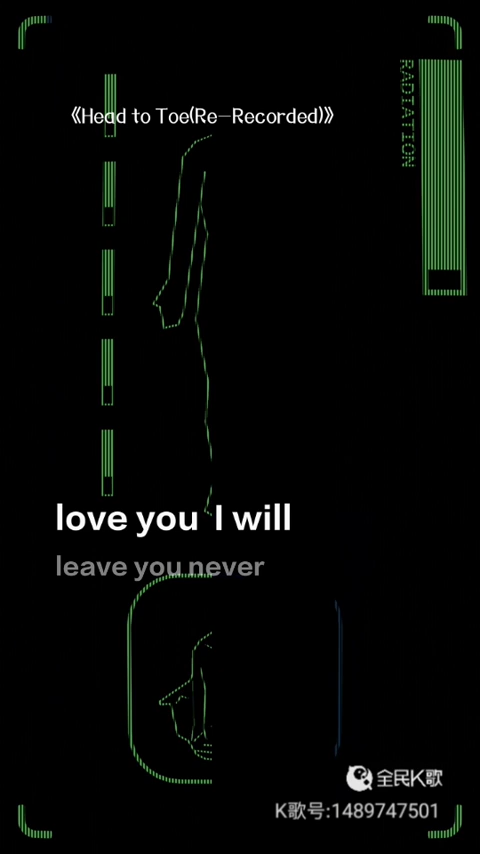 《Head to Toe(Re-Recorded)》
RADIATION
love you I will
leave you never
全民K歌
K歌号:1489747501